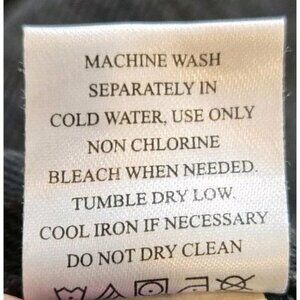 MACHINE WASH
SEPARATELY IN
COLD WATER, USE ONLY
NON CHLORINE
BLEACH WHEN NEEDED.
TUMBLE DRY LOW.
COOL IRON IF NECESSARY
DO NOT DRY CLEAN